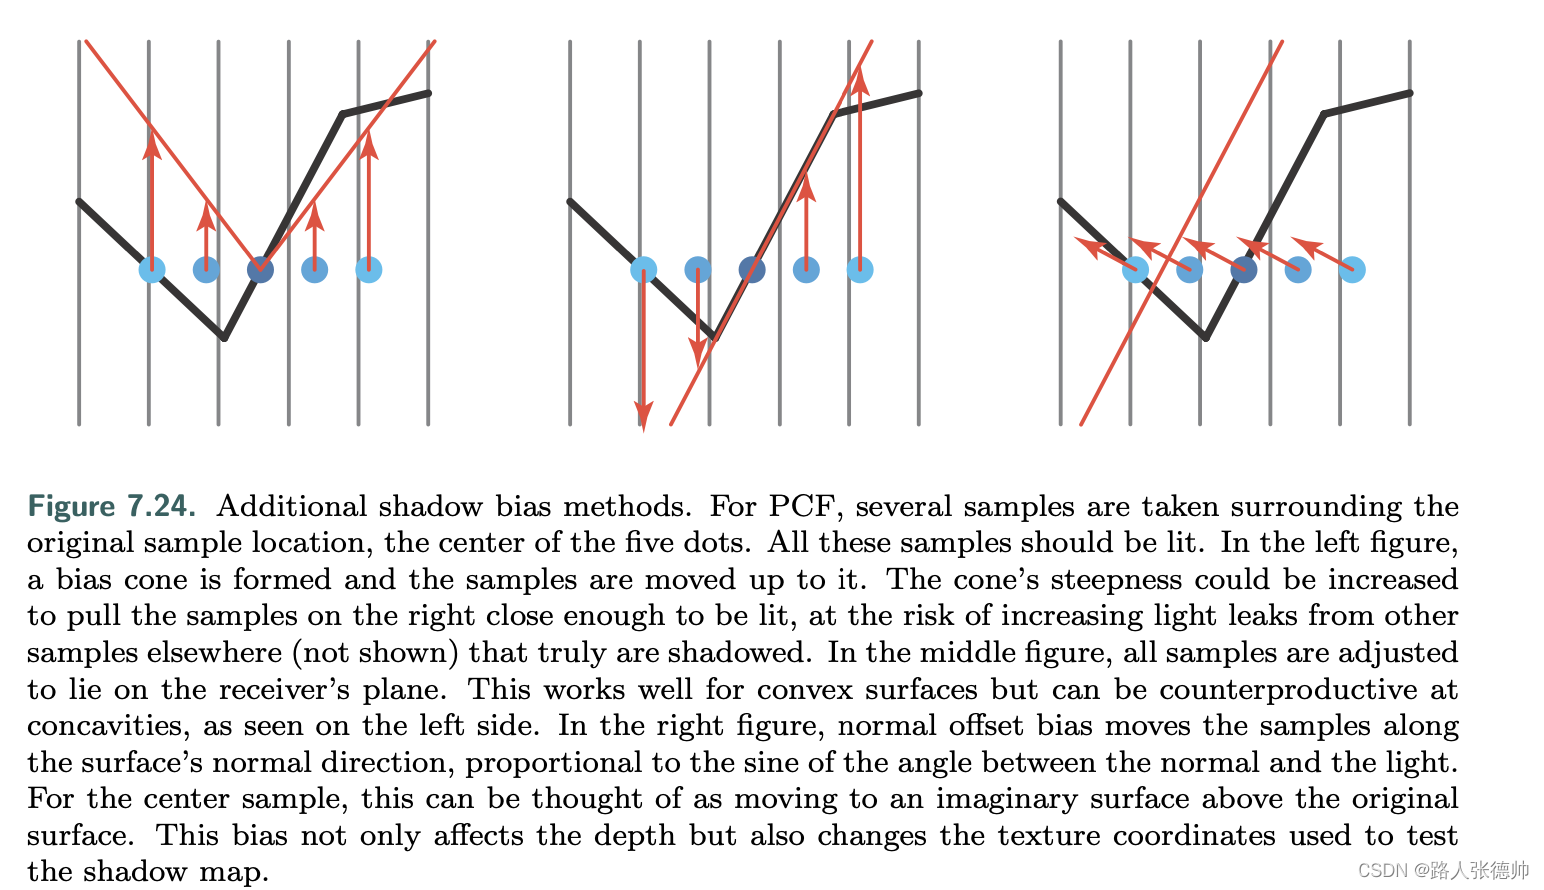 Figure 7.24. Additional shadow bias methods. For PCF, several samples are taken surrounding the
original sample location, the center of the five dots. All these samples should be lit. In the left figure,
a bias cone is formed and the samples are moved up to it. The cone's steepness could be increased
to pull the samples on the right close enough to be lit, at the risk of increasing light leaks from other
samples elsewhere (not shown) that truly are shadowed. In the middle figure, all samples are adjusted
to lie on the receiver's plane. This works well for convex surfaces but can be counterproductive at
concavities, as seen on the left side. In the right figure, normal offset bias moves the samples along
the surface's normal direction, proportional to the sine of the angle between the normal and the light.
For the center sample, this can be thought of as moving to an imaginary surface above the original
surface. This bias not only affects the depth but also changes the texture coordinates used to test
the shadow map.
CSDN @路人张德帅